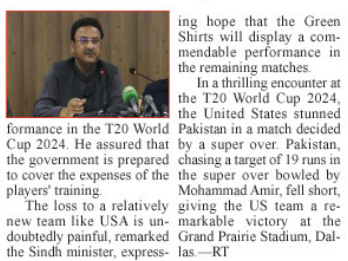 formance in the T20 World
Cup 2024. He assured that
the government is prepared
to cover the expenses of the
players' training.
The loss to a relatively
new team like USA is un-
doubtedly painful, remarked
the Sindh minister, express-
ing hope that the Green
Shirts will display a com-
mendable performance in
the remaining matches.
In a thrilling encounter at
the T20 World Cup 2024,
the United States stunned
Pakistan in a match decided
by a super over. Pakistan,
chasing a target of 19 runs in
the super over bowled by
Mohammad Amir, fell short,
giving the US team a re-
markable victory at the
Grand Prairie Stadium, Dal-
las.—RT